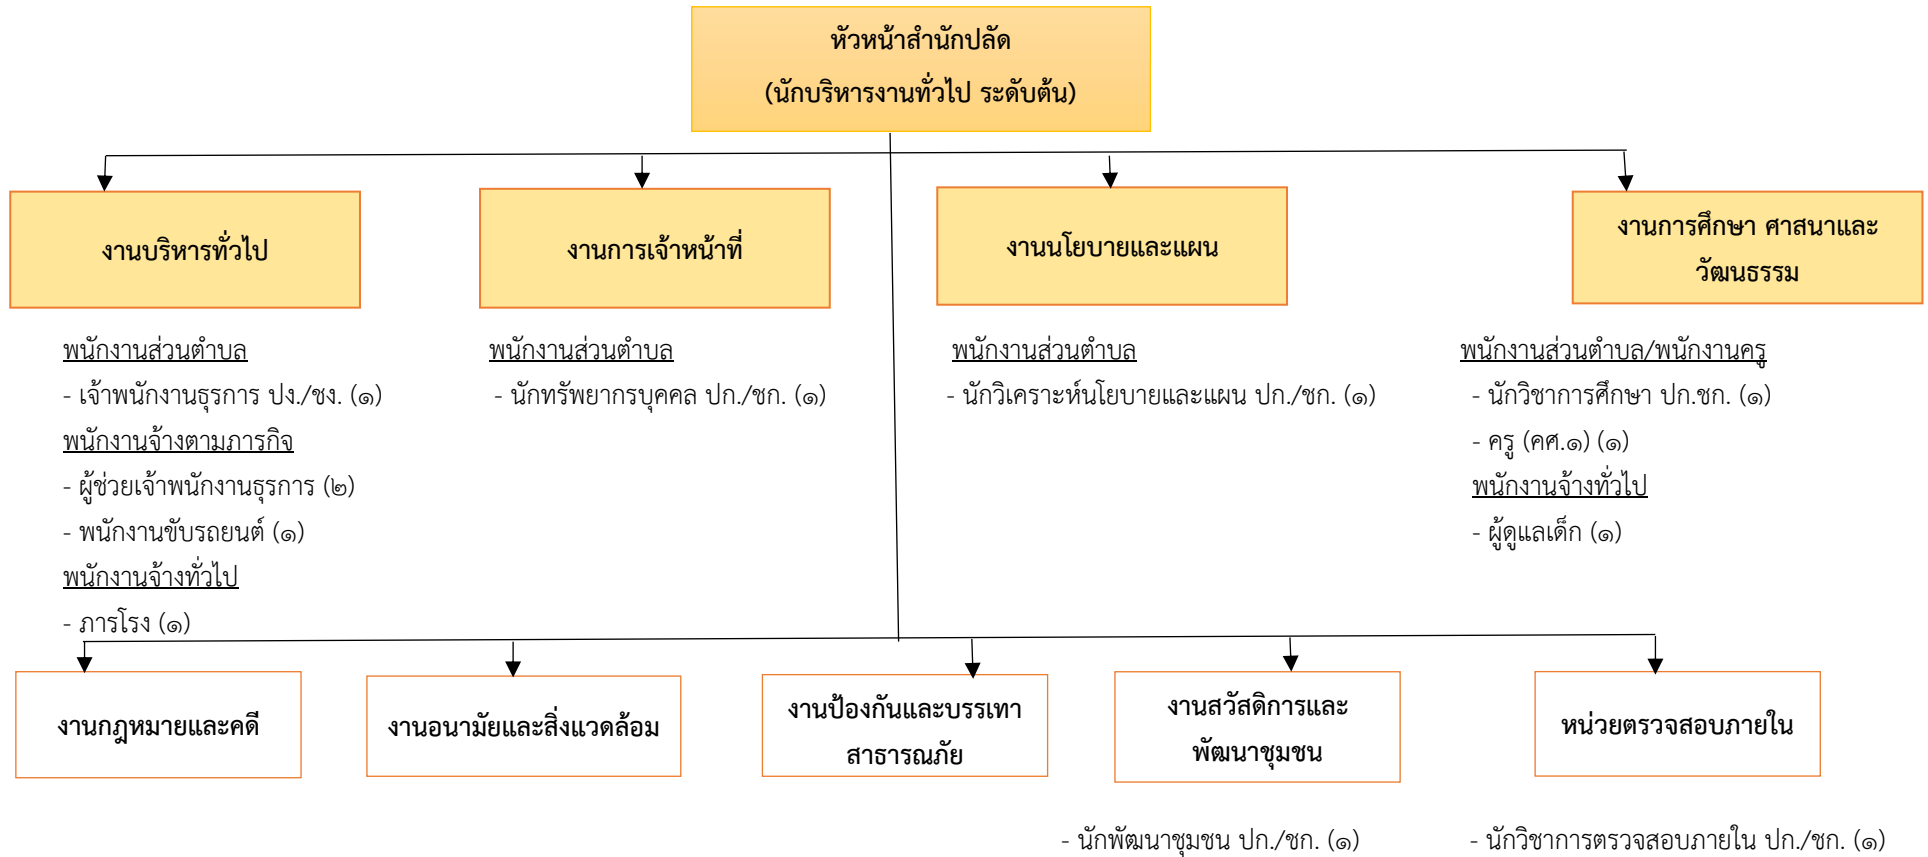 หัวหน้าสำนักปลัด
(นักบริหารงานทั่วไป ระดับต้น)
งานบริหารทั่วไป
งานการเจ้าหน้าที่
งานนโยบายและแผน
งานการศึกษา ศาสนาและ
วัฒนธรรม
พนักงานส่วนตำบล
- เจ้าพนักงานธุรการ ปง./ชง. (๑)
พนักงานจ้างตามภารกิจ
- ผู้ช่วยเจ้าพนักงานธุรการ (๒)
- พนักงานขับรถยนต์ (๑)
พนักงานจ้างทั่วไป
- ภารโรง (๑)
พนักงานส่วนตำบล
- นักทรัพยากรบุคคล ปก./ชก. (๑)
พนักงานส่วนตำบล
- นักวิเคราะห์นโยบายและแผน ปก./ชก. (๑)
พนักงานส่วนตำบล/พนักงานครู
- นักวิชาการศึกษา ปก.ชก. (๑)
- ครู (คศ.๑) (๑)
พนักงานจ้างทั่วไป
- ผู้ดูแลเด็ก (๑)
งานกฎหมายและคดี
งานอนามัยและสิ่งแวดล้อม
งานป้องกันและบรรเทา
สาธารณภัย
งานสวัสดิการและ
พัฒนาชุมชน
หน่วยตรวจสอบภายใน
- นักพัฒนาชุมชน ปก./ชก. (๑)
- นักวิชาการตรวจสอบภายใน ปก./ชก. (๑)